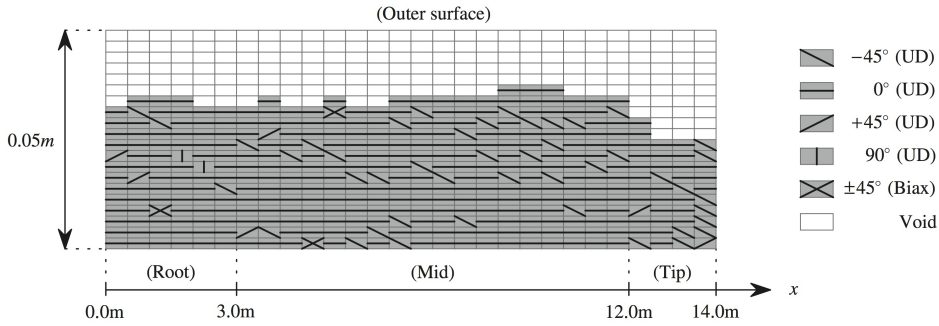 (Outer surface)
−45° (UD)
0° (UD)
0.05m
+45° (UD)
90° (UD)
±45° (Biax)
Void
(Root) (Mid) (Tip)
x
0.0m 3.0m 12.0m 14.0m